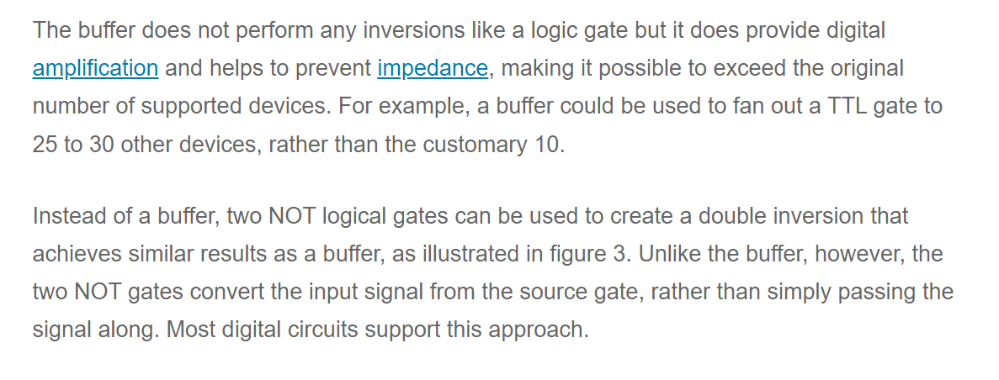 The buffer does not perform any inversions like a logic gate but it does provide digital
amplification and helps to prevent impedance, making it possible to exceed the original
number of supported devices. For example, a buffer could be used to fan out a TTL gate to
25 to 30 other devices, rather than the customary 10.
Instead of a buffer, two NOT logical gates can be used to create a double inversion that
achieves similar results as a buffer, as illustrated in figure 3. Unlike the buffer, however, the
two NOT gates convert the input signal from the source gate, rather than simply passing the
signal along. Most digital circuits support this approach.